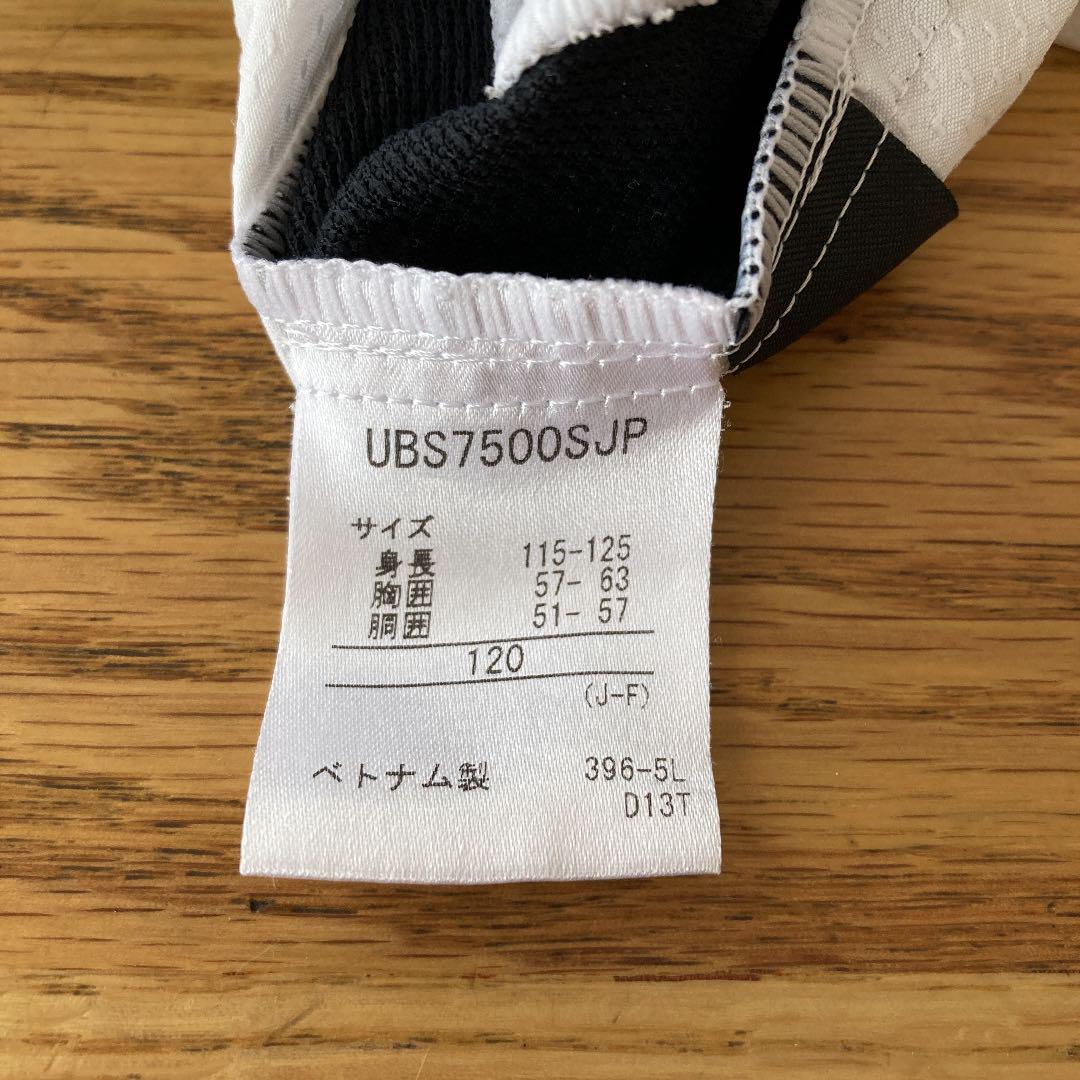 UBS7500SJP
サイズ
身長 115-125
胸囲 57- 63
胴囲 51- 57
120
(J-F)
ベトナム製 396-5L
D13T